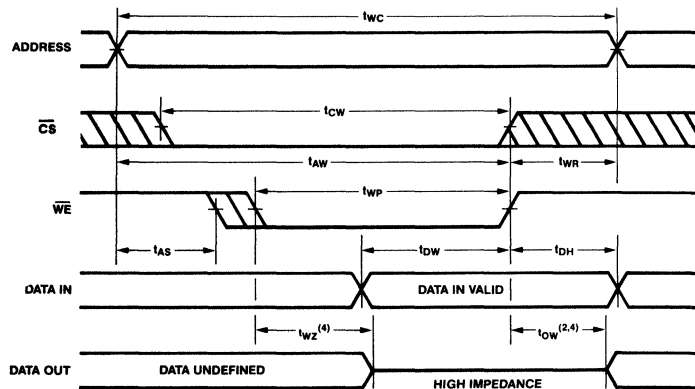 tWC
ADDRESS
tCW
CS
tAW
tWR
WE
tWP
tAS
tDW
tDH
DATA IN
DATA IN VALID
tWZ(4)
tOW(2,4)
DATA OUT
DATA UNDEFINED
HIGH IMPEDANCE